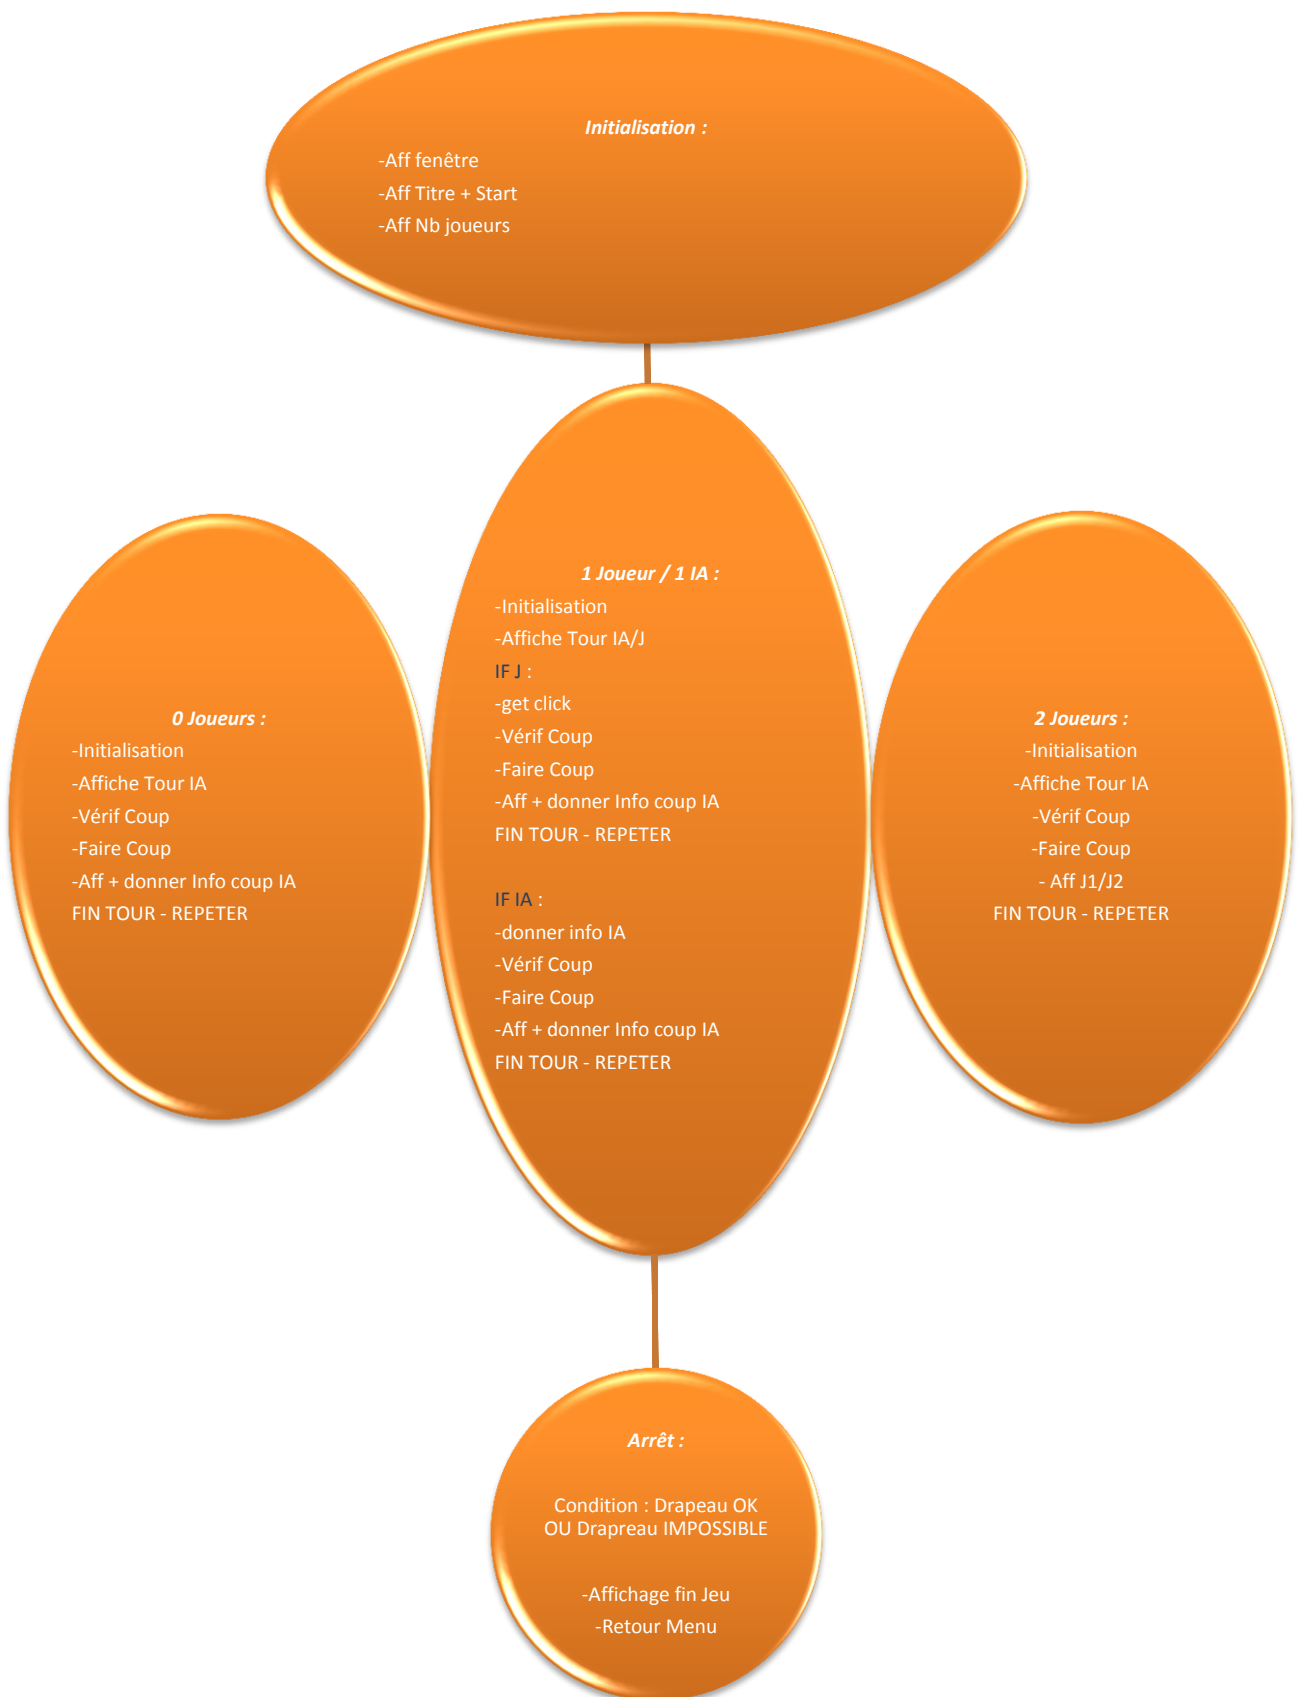 Initialisation :
-Aff fenêtre
-Aff Titre + Start
-Aff Nb joueurs
0 Joueurs :
-Initialisation
-Affiche Tour IA
-Vérif Coup
-Faire Coup
-Aff + donner Info coup IA
FIN TOUR - REPETER
1 Joueur / 1 IA :
-Initialisation
-Affiche Tour IA/J
IF J :
-get click
-Vérif Coup
-Faire Coup
-Aff + donner Info coup IA
FIN TOUR - REPETER
IF IA :
-donner info IA
-Vérif Coup
-Faire Coup
-Aff + donner Info coup IA
FIN TOUR - REPETER
2 Joueurs :
-Initialisation
-Affiche Tour IA
-Vérif Coup
-Faire Coup
- Aff J1/J2
FIN TOUR - REPETER
Arrêt :
Condition : Drapeau OK
OU Drapreau IMPOSSIBLE
-Affichage fin Jeu
-Retour Menu